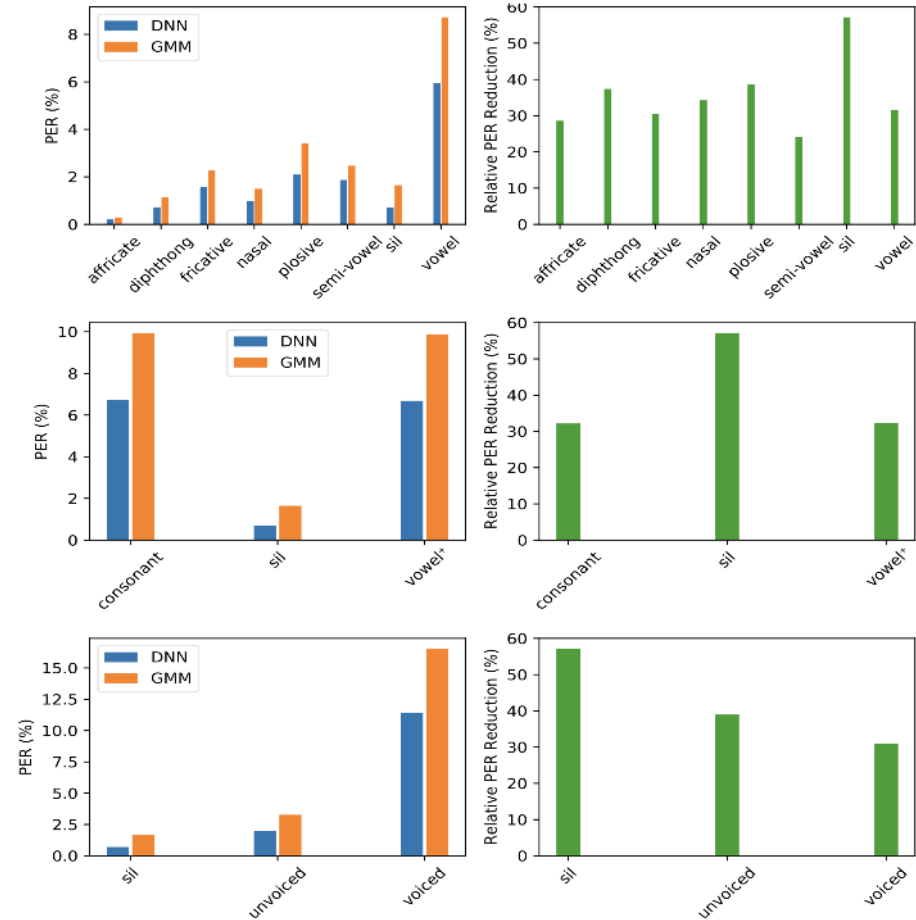 DNN
GMM
PER (%)
8
6
4
2
0
affricate
diphthong
fricative
nasal
plosive
semi-vowel
sil
vowel
Relative PER Reduction (%)
60
50
40
30
20
10
0
affricate
diphthong
fricative
nasal
plosive
semi-vowel
sil
vowel
DNN
GMM
PER (%)
10
8
6
4
2
0
consonant
sil
vowel⁺
Relative PER Reduction (%)
60
50
40
30
20
10
0
consonant
sil
vowel⁺
DNN
GMM
PER (%)
15.0
12.5
10.0
7.5
5.0
2.5
0.0
sil
unvoiced
voiced
Relative PER Reduction (%)
60
50
40
30
20
10
0
sil
unvoiced
voiced